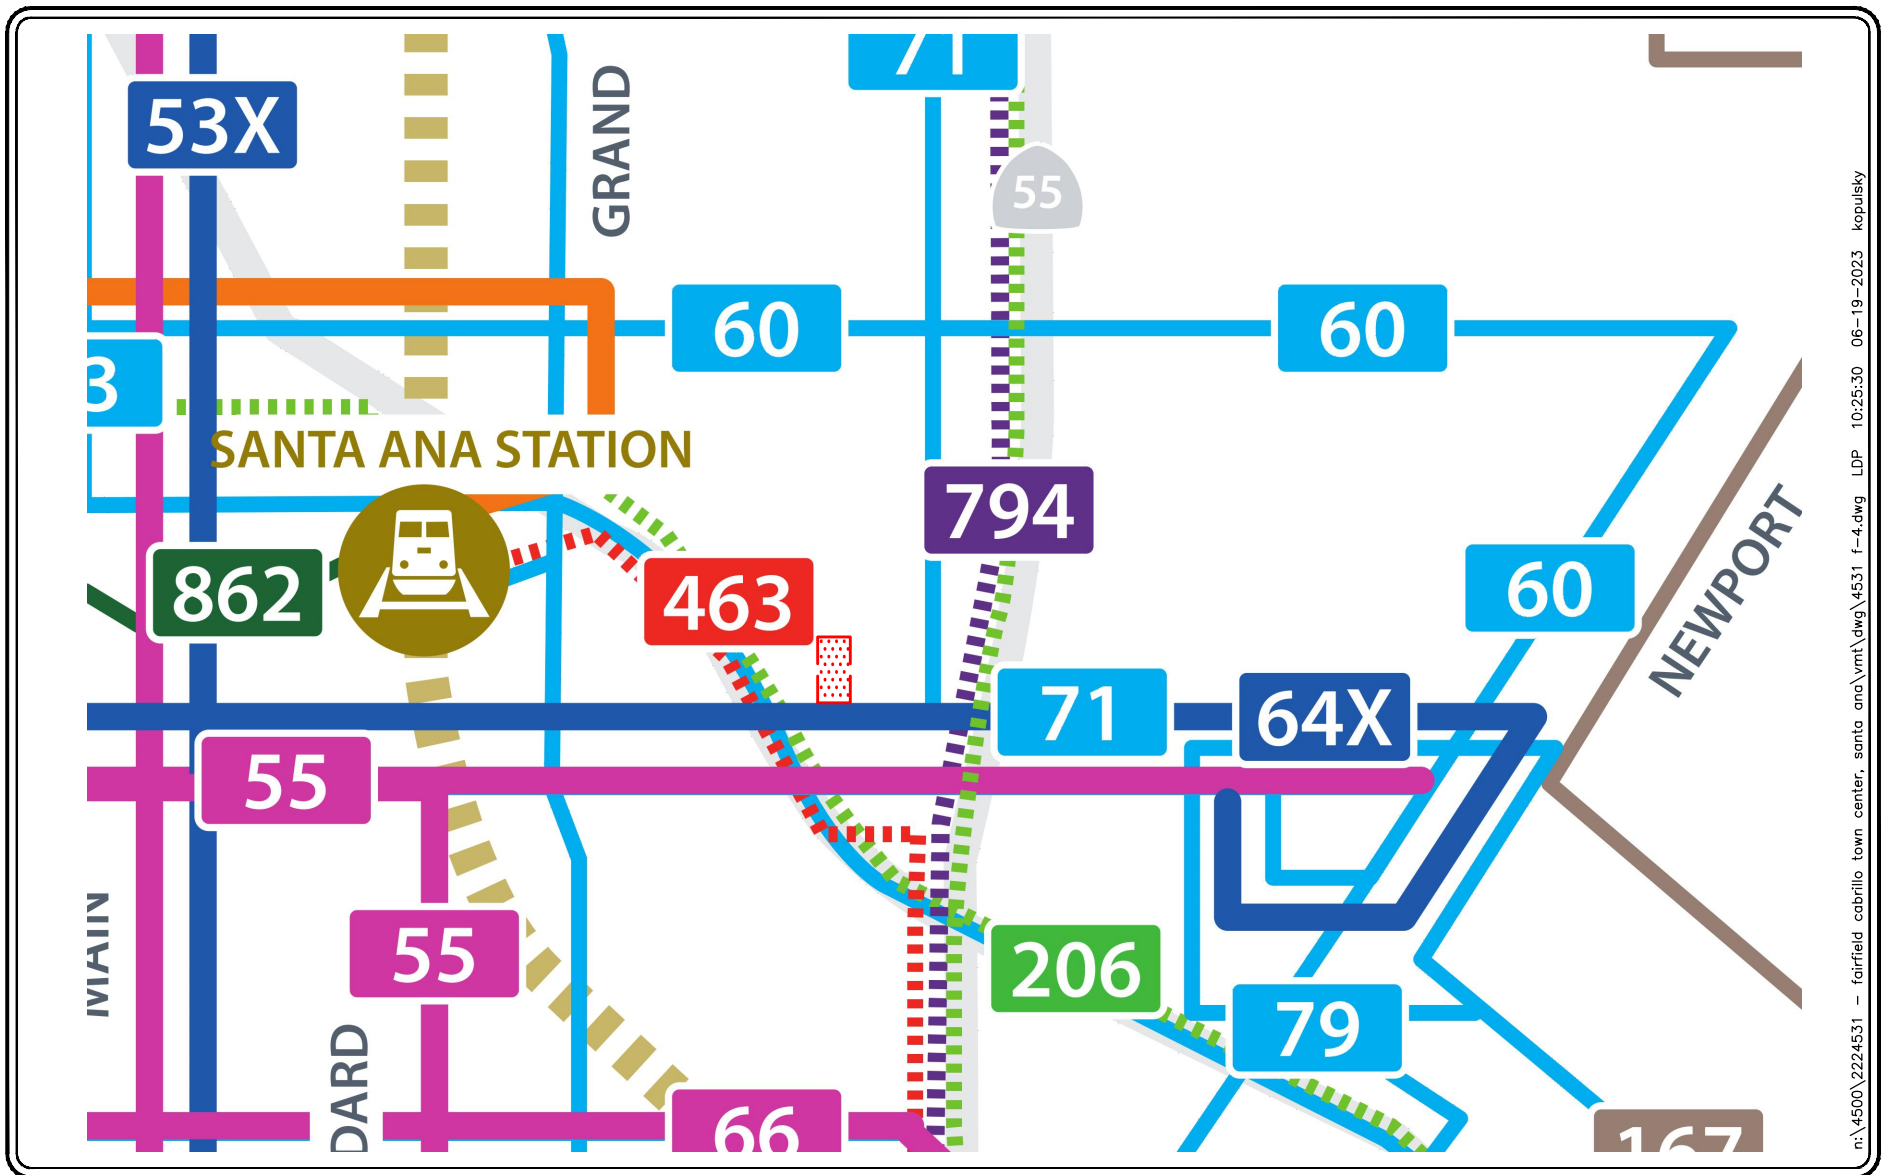 71
53X
GRAND
55
60
60
3
SANTA ANA STATION
794
NEWPORT
60
862
463
71
64X
55
MAIN
55
206
79
DARD
66
167
n:\4500\2224531 - fairfield cabrillo town center, santa ana\vmt\dwg\4531 f-4.dwg LDP 10:25:30 06-19-2023 kopulsky